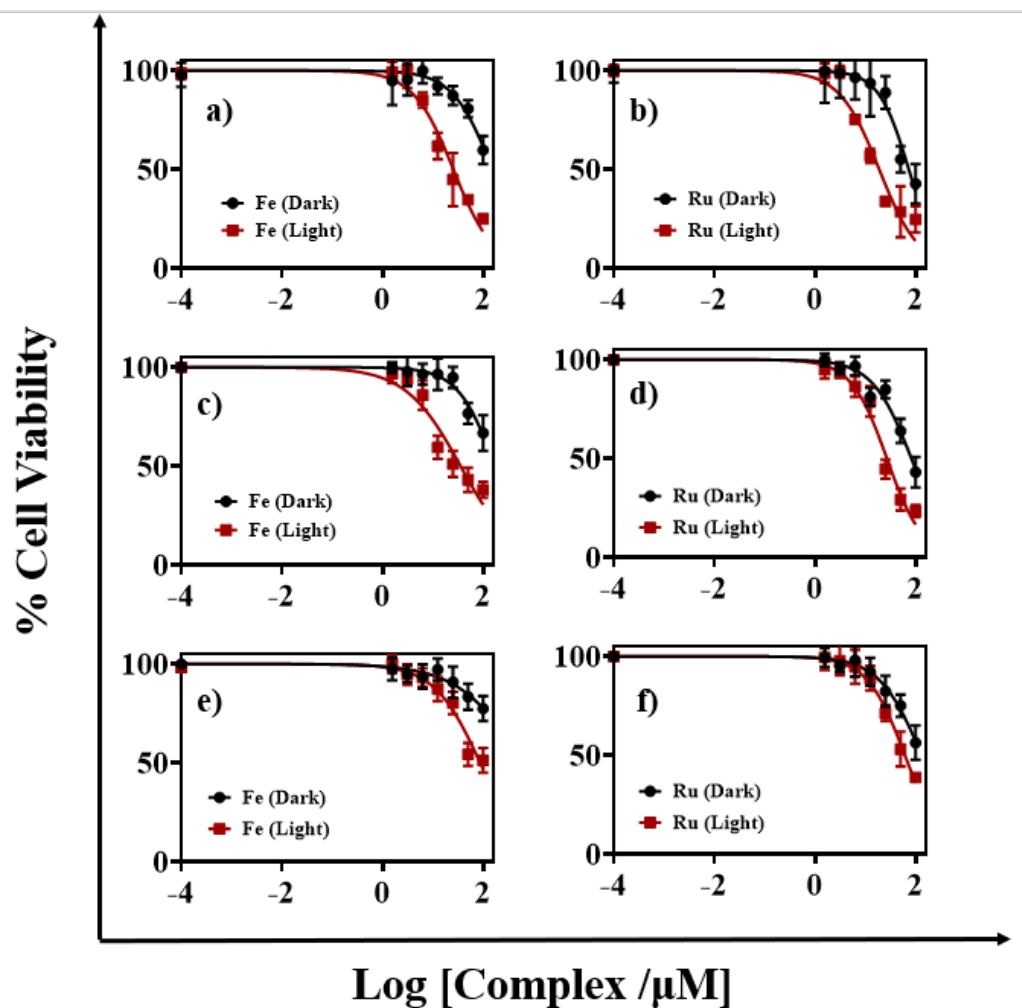 % Cell Viability
a)
100
50
0
-4
-2
0
2
Fe (Dark)
Fe (Light)
b)
100
50
0
-4
-2
0
2
Ru (Dark)
Ru (Light)
c)
100
50
0
-4
-2
0
2
Fe (Dark)
Fe (Light)
d)
100
50
0
-4
-2
0
2
Ru (Dark)
Ru (Light)
e)
100
50
0
-4
-2
0
2
Fe (Dark)
Fe (Light)
f)
100
50
0
-4
-2
0
2
Ru (Dark)
Ru (Light)
Log [Complex /μM]